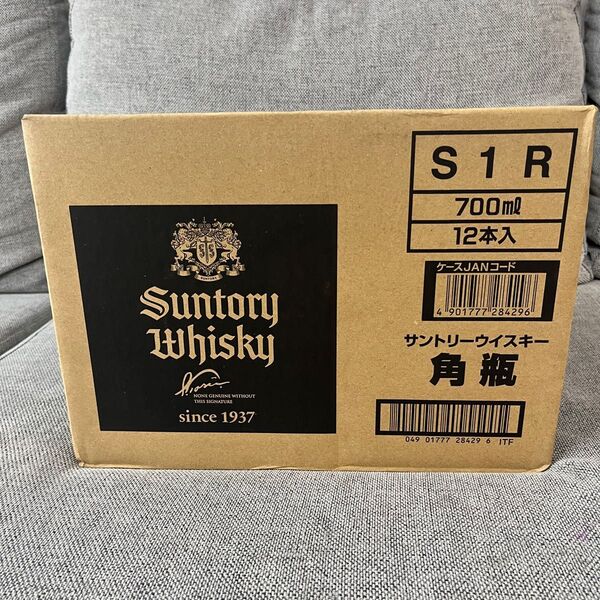 Suntory
Whisky
NONE GENUINE WITHOUT
THIS SIGNATURE
since 1937
S 1 R
700ml
12本入
ケースJANコード
4 901777 284296
サントリーウイスキー
角瓶
049 01777 28429 6 ITF